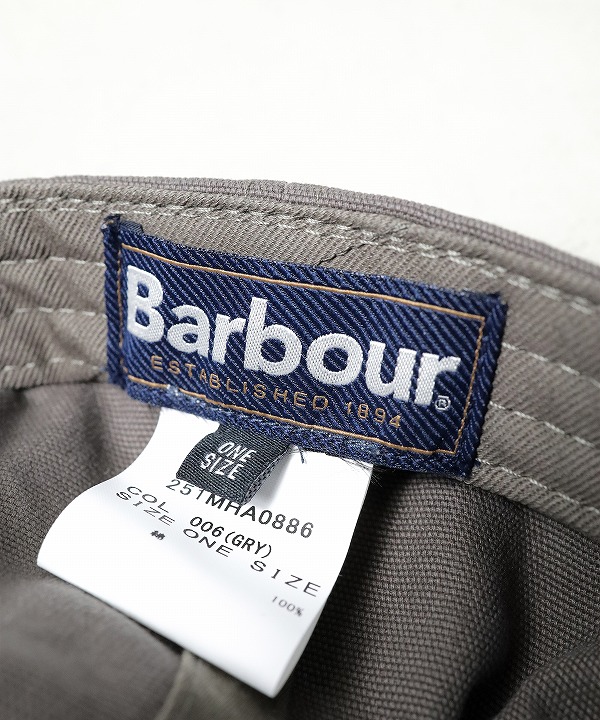 Barbour®
ESTABLISHED 1894
ONE
SIZE
251MHA0886
COL 006(GRY)
SIZE ONE SIZE
100%